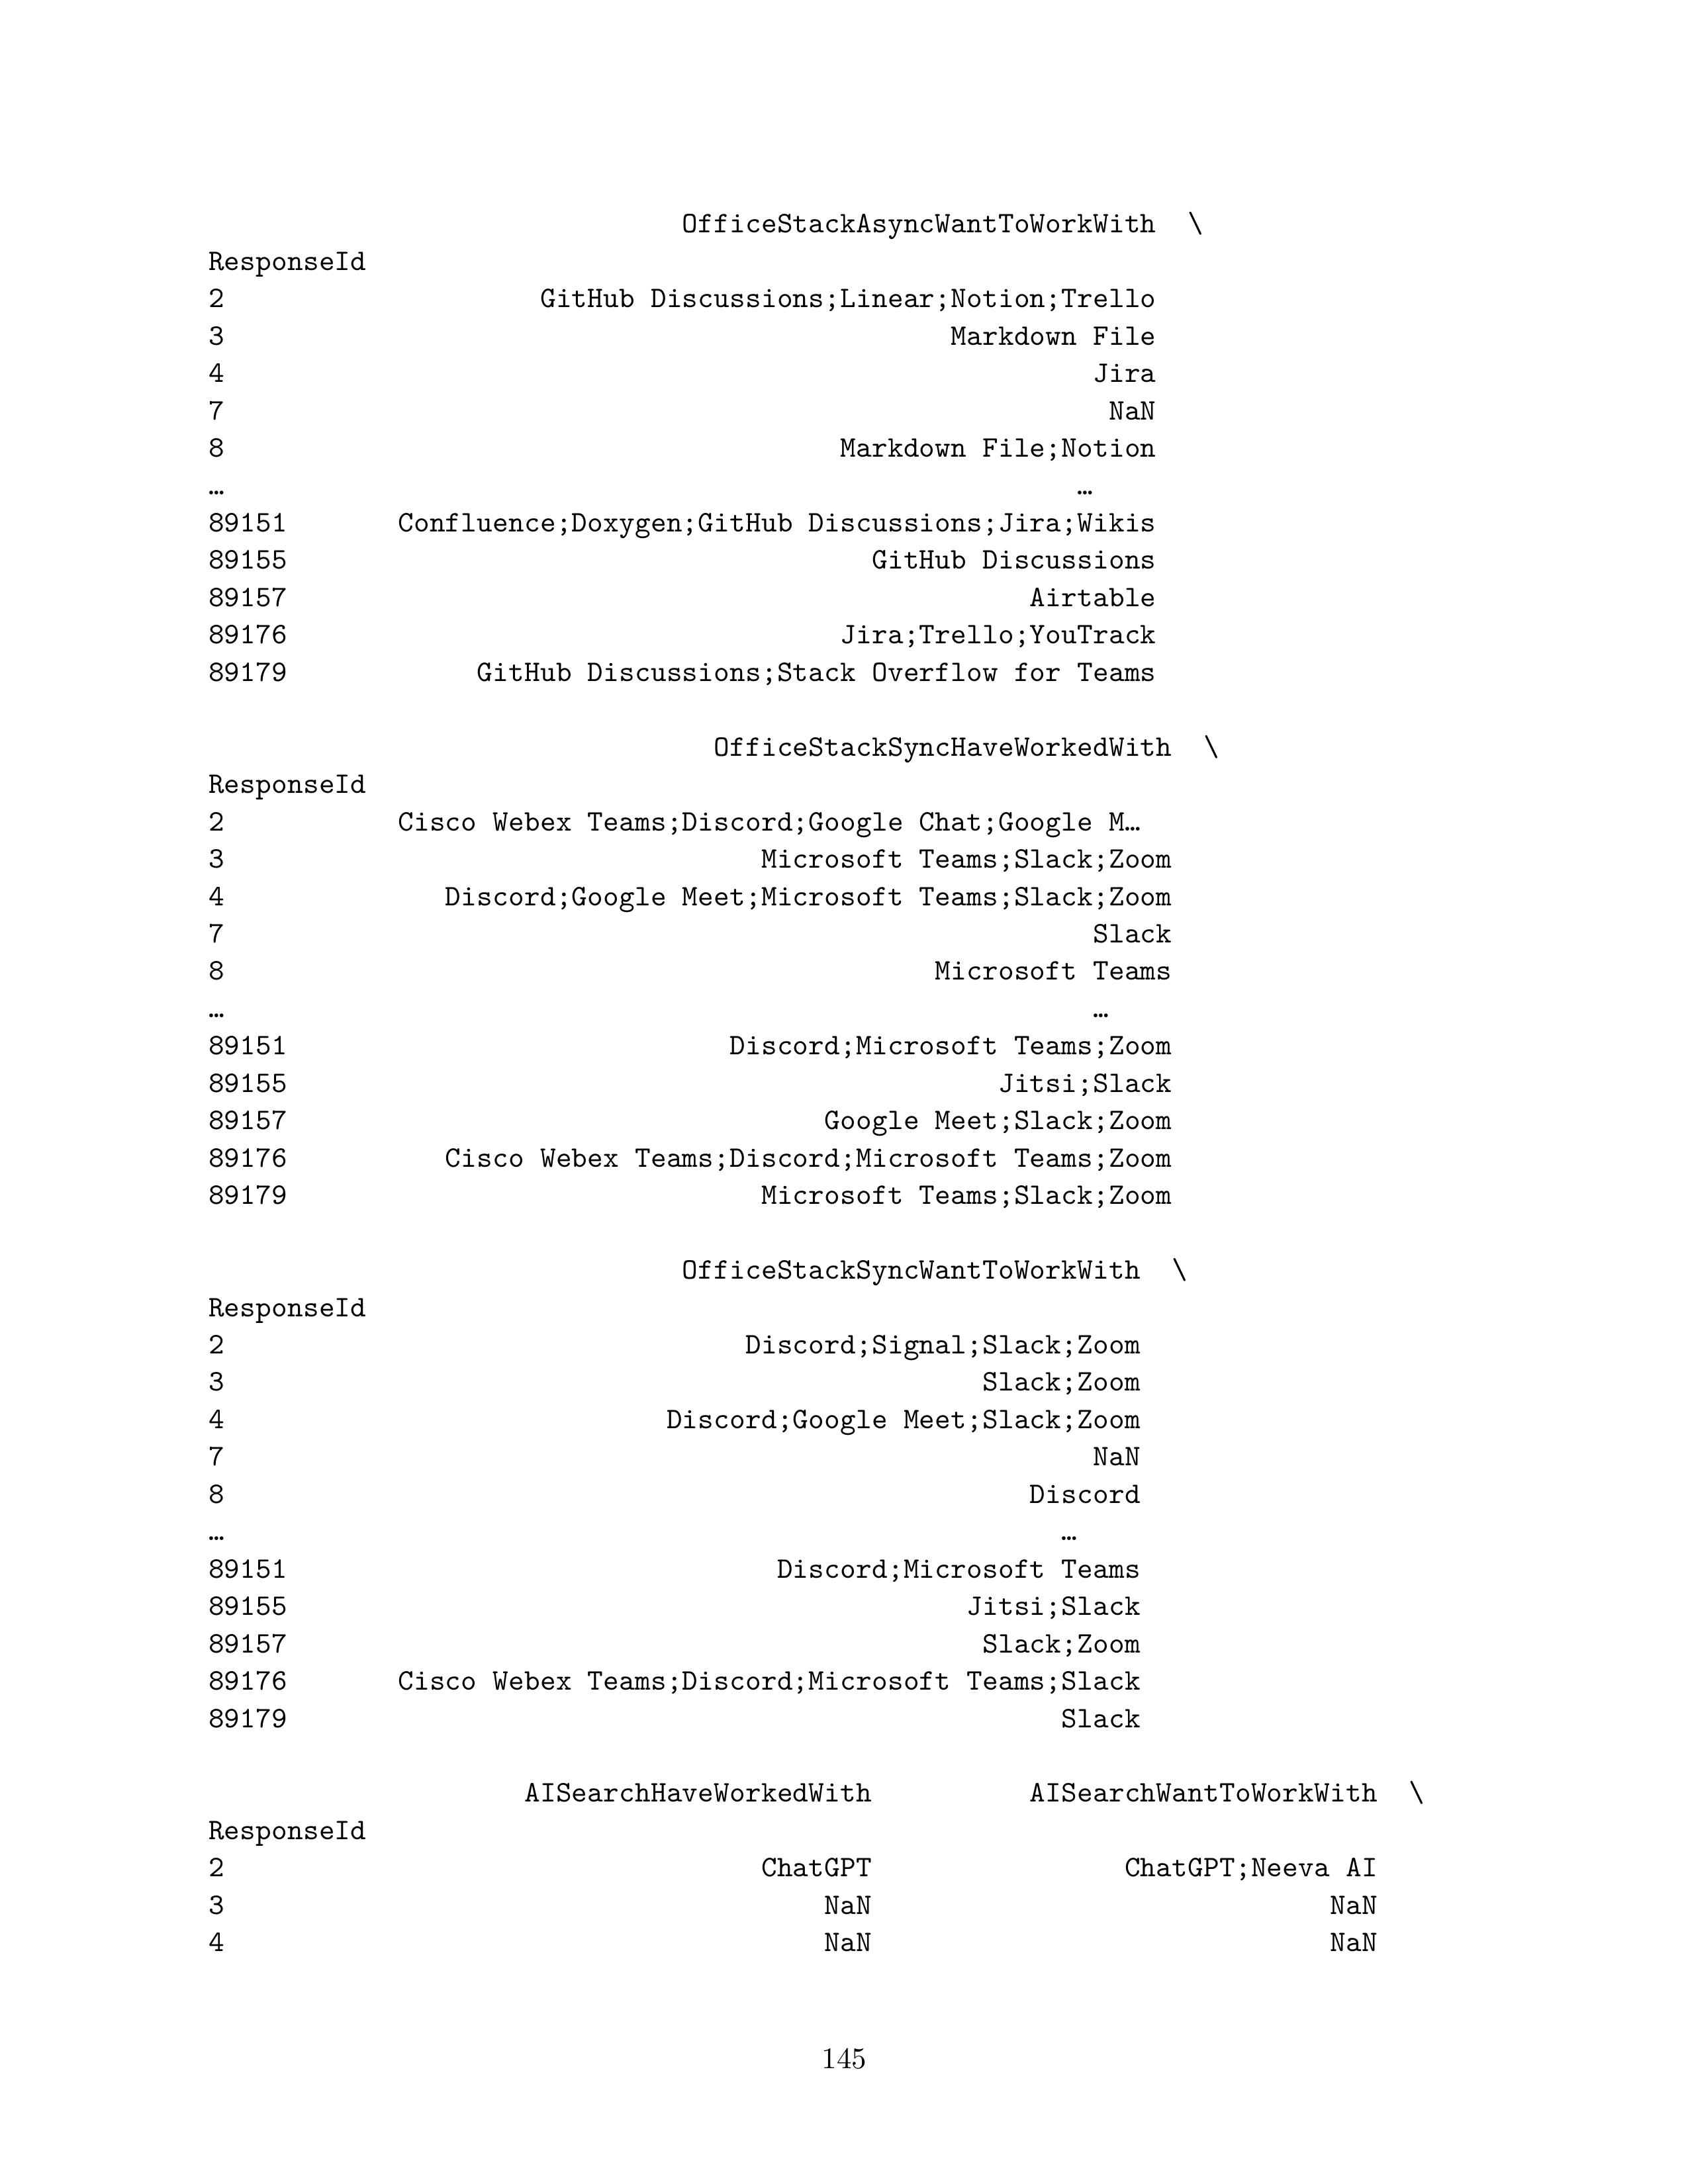 OfficeStackAsyncWantToWorkWith \
ResponseId
2 GitHub Discussions;Linear;Notion;Trello
3 Markdown File
4 Jira
7 NaN
8 Markdown File;Notion
… …
89151 Confluence;Doxygen;GitHub Discussions;Jira;Wikis
89155 GitHub Discussions
89157 Airtable
89176 Jira;Trello;YouTrack
89179 GitHub Discussions;Stack Overflow for Teams
OfficeStackSyncHaveWorkedWith \
ResponseId
2 Cisco Webex Teams;Discord;Google Chat;Google M…
3 Microsoft Teams;Slack;Zoom
4 Discord;Google Meet;Microsoft Teams;Slack;Zoom
7 Slack
8 Microsoft Teams
… …
89151 Discord;Microsoft Teams;Zoom
89155 Jitsi;Slack
89157 Google Meet;Slack;Zoom
89176 Cisco Webex Teams;Discord;Microsoft Teams;Zoom
89179 Microsoft Teams;Slack;Zoom
OfficeStackSyncWantToWorkWith \
ResponseId
2 Discord;Signal;Slack;Zoom
3 Slack;Zoom
4 Discord;Google Meet;Slack;Zoom
7 NaN
8 Discord
… …
89151 Discord;Microsoft Teams
89155 Jitsi;Slack
89157 Slack;Zoom
89176 Cisco Webex Teams;Discord;Microsoft Teams;Slack
89179 Slack
AISearchHaveWorkedWith AISearchWantToWorkWith \
ResponseId
2 ChatGPT ChatGPT;Neeva AI
3 NaN NaN
4 NaN NaN
145